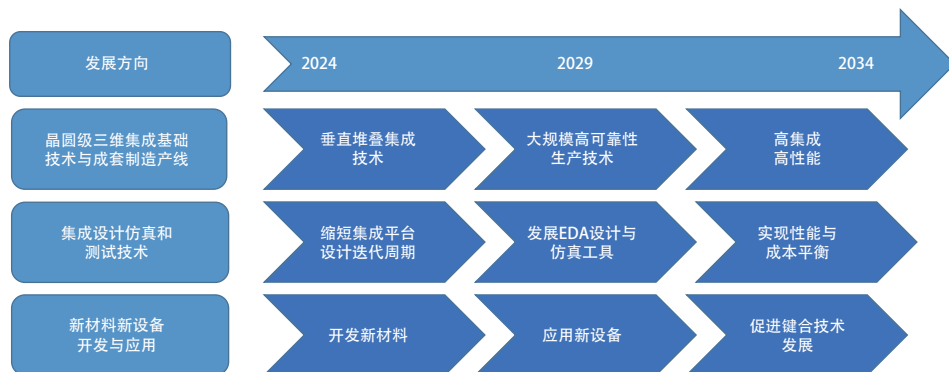 发展方向
2024
2029
2034
晶圆级三维集成基础
技术与成套制造产线
垂直堆叠集成
技术
大规模高可靠性
生产技术
高集成
高性能
集成设计仿真和
测试技术
缩短集成平台
设计迭代周期
发展EDA设计与
仿真工具
实现性能与
成本平衡
新材料新设备
开发与应用
开发新材料
应用新设备
促进键合技术
发展